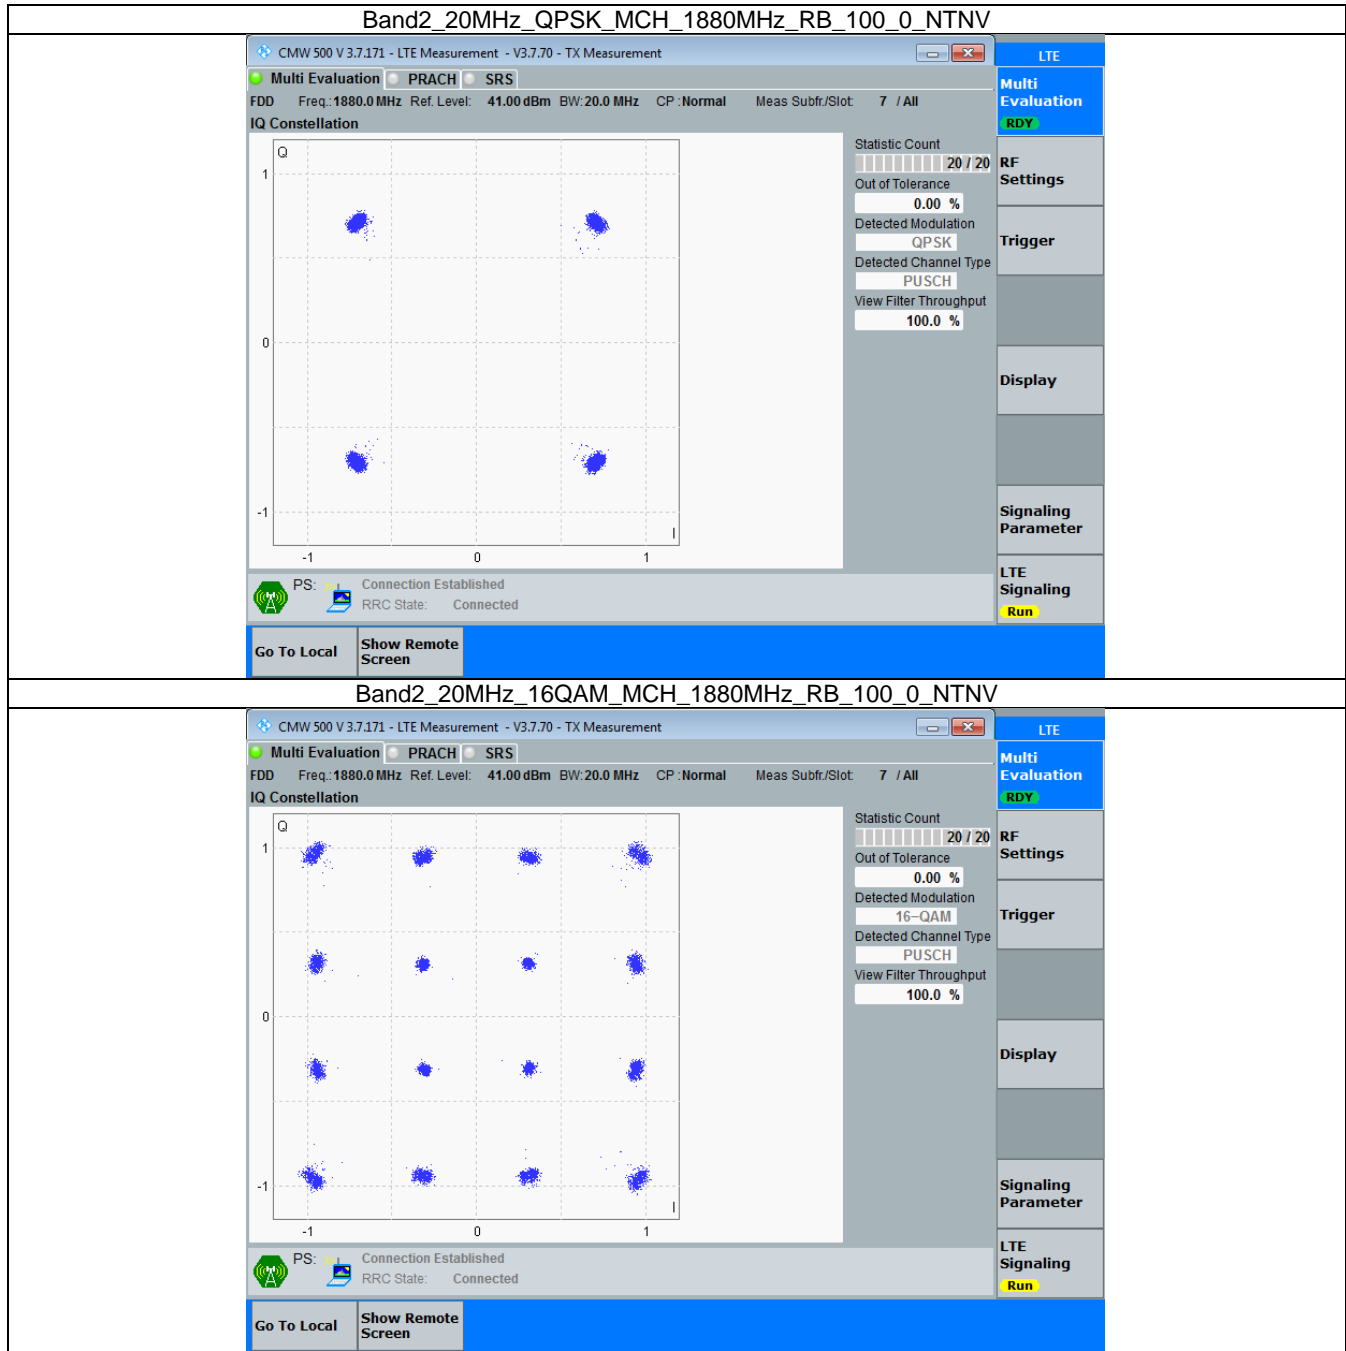 Band2_20MHz_QPSK_MCH_1880MHz_RB_100_0_NTNV
CMW 500 V 3.7.171 - LTE Measurement - V3.7.70 - TX Measurement
LTE
Multi Evaluation PRACH SRS
FDD Freq.:1880.0 MHz Ref. Level: 41.00 dBm BW:20.0 MHz CP :Normal Meas Subfr./Slot: 7 / All
IQ Constellation
Q
1
0
-1
-1 0 1
I
Statistic Count
20 / 20
Out of Tolerance
0.00 %
Detected Modulation
QPSK
Detected Channel Type
PUSCH
View Filter Throughput
100.0 %
Multi
Evaluation
RDY
RF
Settings
Trigger
Display
Signaling
Parameter
LTE
Signaling
Run
PS: Connection Established
RRC State: Connected
Go To Local
Show Remote
Screen
Band2_20MHz_16QAM_MCH_1880MHz_RB_100_0_NTNV
CMW 500 V 3.7.171 - LTE Measurement - V3.7.70 - TX Measurement
LTE
Multi Evaluation PRACH SRS
FDD Freq.:1880.0 MHz Ref. Level: 41.00 dBm BW:20.0 MHz CP :Normal Meas Subfr./Slot: 7 / All
IQ Constellation
Q
1
0
-1
-1 0 1
I
Statistic Count
20 / 20
Out of Tolerance
0.00 %
Detected Modulation
16-QAM
Detected Channel Type
PUSCH
View Filter Throughput
100.0 %
Multi
Evaluation
RDY
RF
Settings
Trigger
Display
Signaling
Parameter
LTE
Signaling
Run
PS: Connection Established
RRC State: Connected
Go To Local
Show Remote
Screen